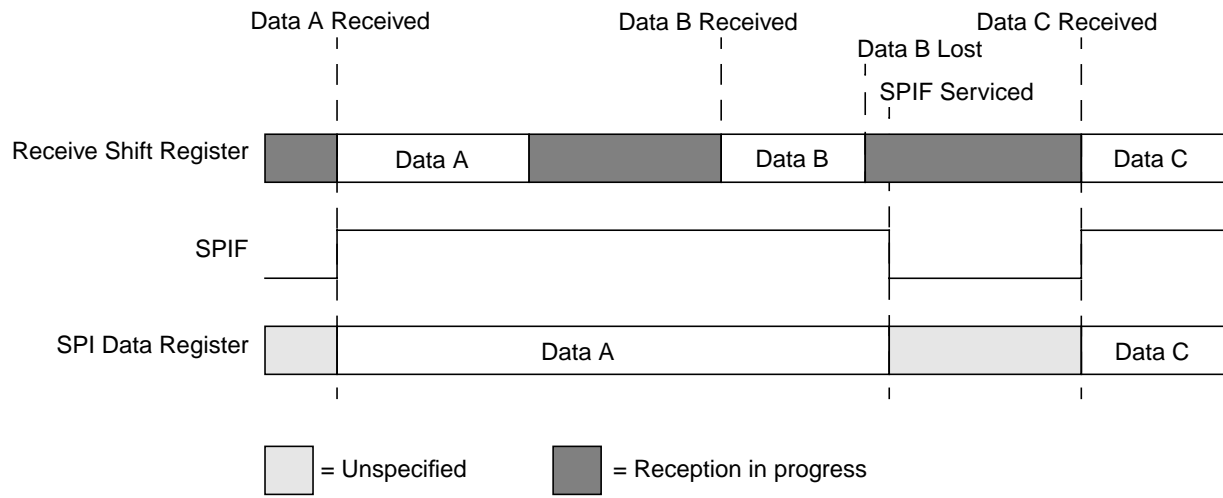 Data A Received
Data B Received
Data C Received
Data B Lost
SPIF Serviced
Receive Shift Register
Data A
Data B
Data C
SPIF
SPI Data Register
Data A
Data C
= Unspecified
= Reception in progress